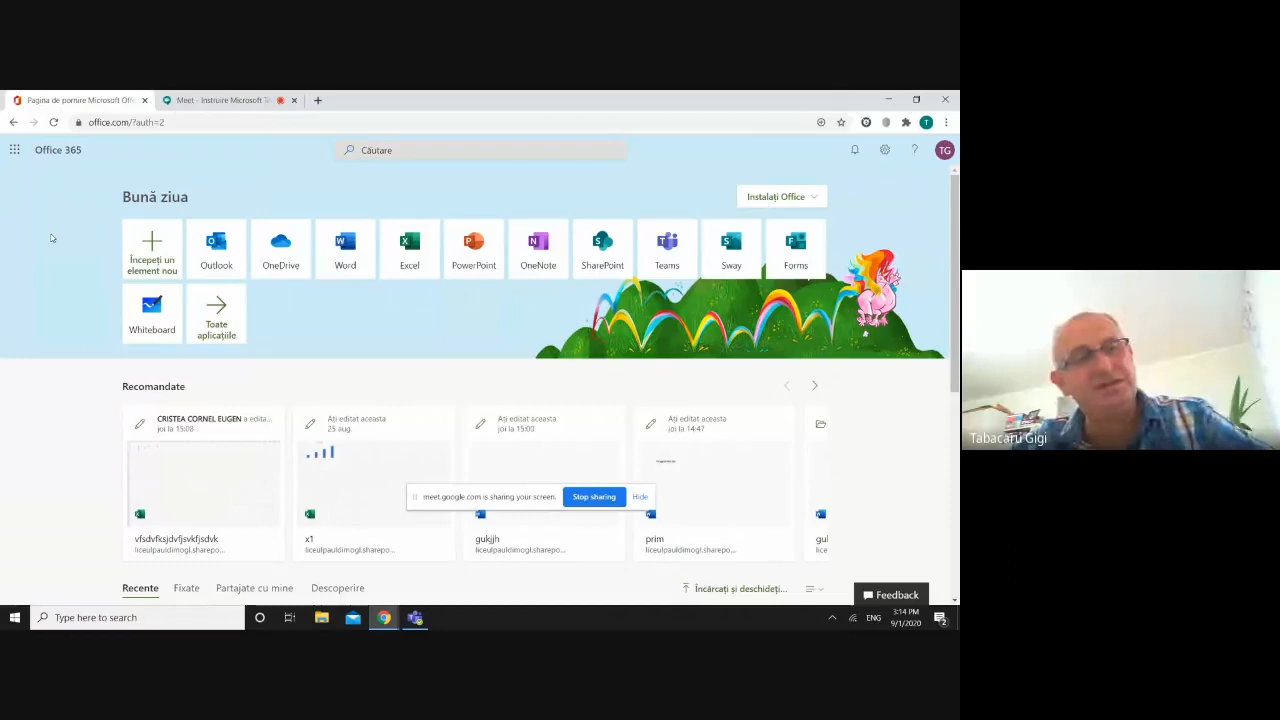 Pagina de pornire Microsoft Offi
Meet - Instruire Microsoft Te
office.com/?auth=2
Office 365
Căutare
TG
Bună ziua
Instalați Office
Începeți un
element nou
Outlook
OneDrive
Word
Excel
PowerPoint
OneNote
SharePoint
Teams
Sway
Forms
Whiteboard
Toate
aplicațiile
Recomandate
CRISTEA CORNEL EUGEN a edita...
joi la 15:08
Ați editat aceasta
25 aug.
Ați editat aceasta
joi la 15:00
Ați editat aceasta
joi la 14:47
meet.google.com is sharing your screen.
Stop sharing
Hide
vfsdvfksjdvfjsvkfjsdvk
liceulpauldimogl.sharepo...
x1
liceulpauldimogl.sharepo...
gukjjh
liceulpauldimogl.sharepo...
prim
liceulpauldimogl.sharepo...
gul
lice
Recente
Fixate
Partajate cu mine
Descoperire
Încărcați și deschideți...
Feedback
Type here to search
ENG
3:14 PM
9/1/2020
2
Tabacaru Gigi